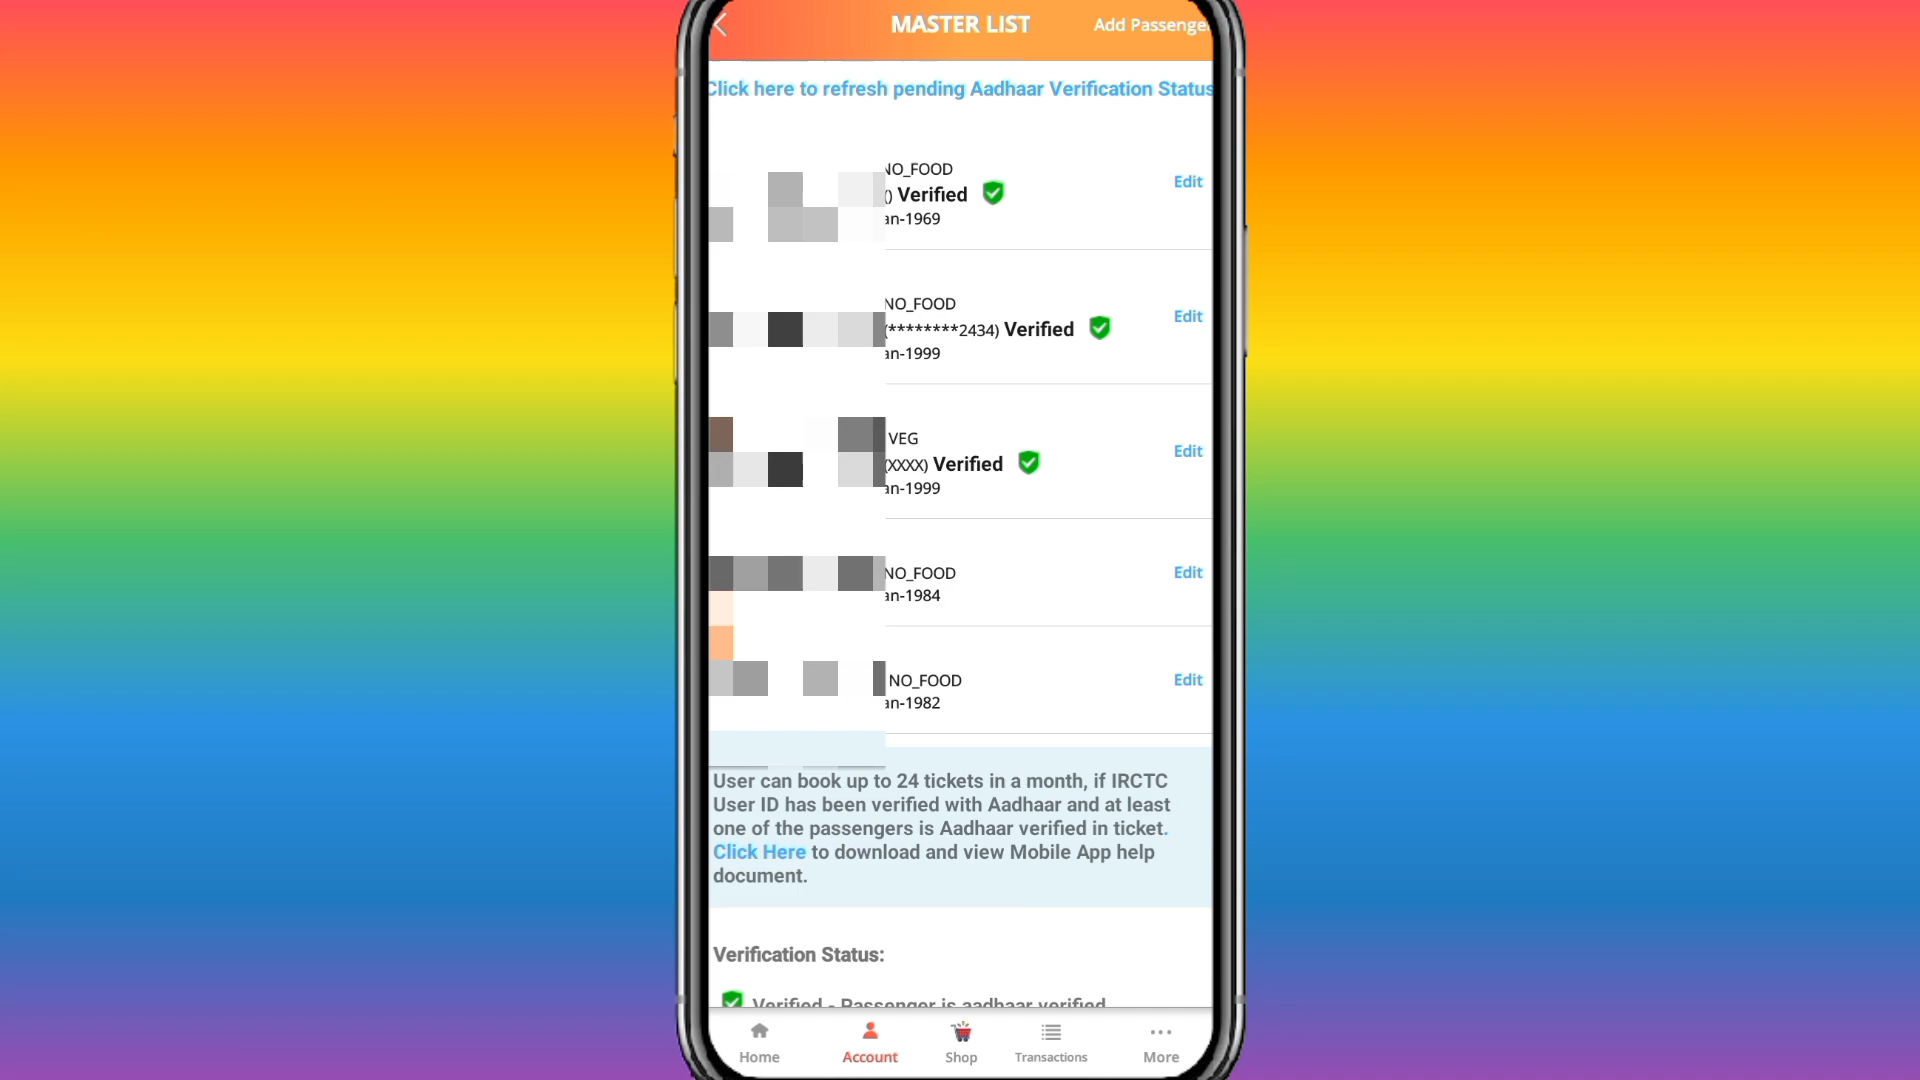 MASTER LIST
Add Passenge
Click here to refresh pending Aadhaar Verification Status
NO_FOOD
() Verified
Edit
an-1969
NO_FOOD
(********2434) Verified
Edit
an-1999
VEG
(XXXX) Verified
Edit
an-1999
NO_FOOD
Edit
an-1984
NO_FOOD
Edit
an-1982
User can book up to 24 tickets in a month, if IRCTC
User ID has been verified with Aadhaar and at least
one of the passengers is Aadhaar verified in ticket.
Click Here to download and view Mobile App help
document.
Verification Status:
Verified - Passenger is aadhaar verified
Home
Account
Shop
Transactions
More